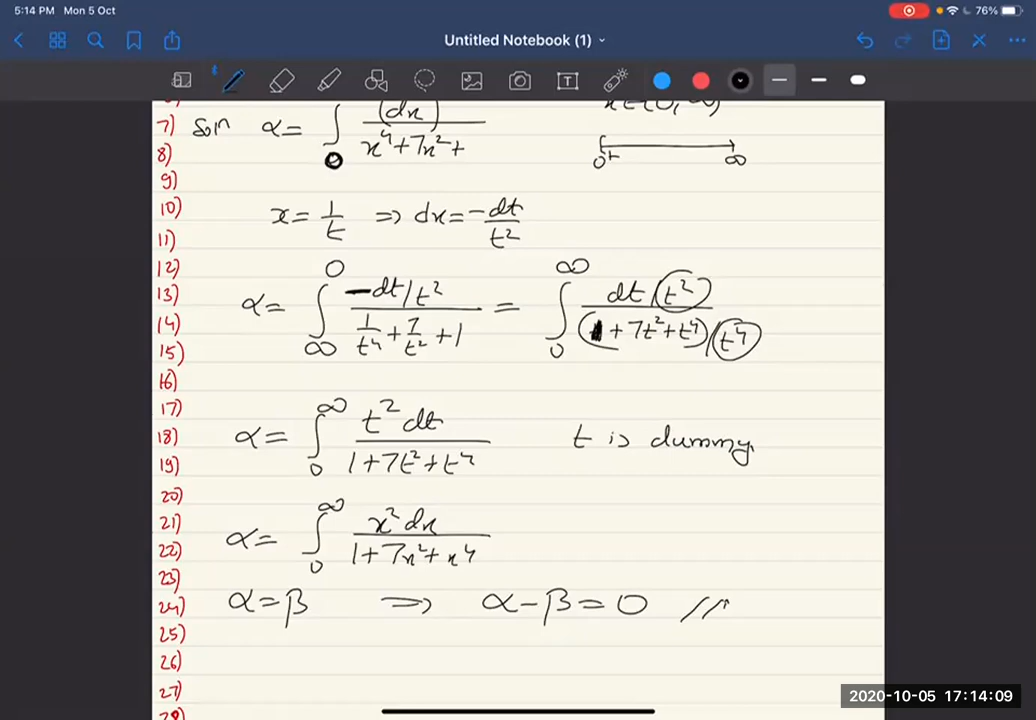 5:14 PM Mon 5 Oct 76%
Untitled Notebook (1)
7) Soln α = ∫₀ (dx) / x⁴+7x²+
8) 0+ ∞
9)
10) x = 1/t ⇒ dx = -dt/t²
11)
12)
13) α = ∫_∞^0 -dt/t² / (1/t⁴ + 7/t² + 1) = ∫_0^∞ dt (t²) / (1+7t²+t⁴)/t⁴
14)
15)
16)
17)
18) α = ∫_0^∞ t² dt / 1+7t²+t⁴ t is dummy
19)
20)
21)
22) α = ∫_0^∞ x² dx / 1+7x²+x⁴
23)
24) α = β ⇒ α - β = 0 //
25)
26)
27)
2020-10-05 17:14:09